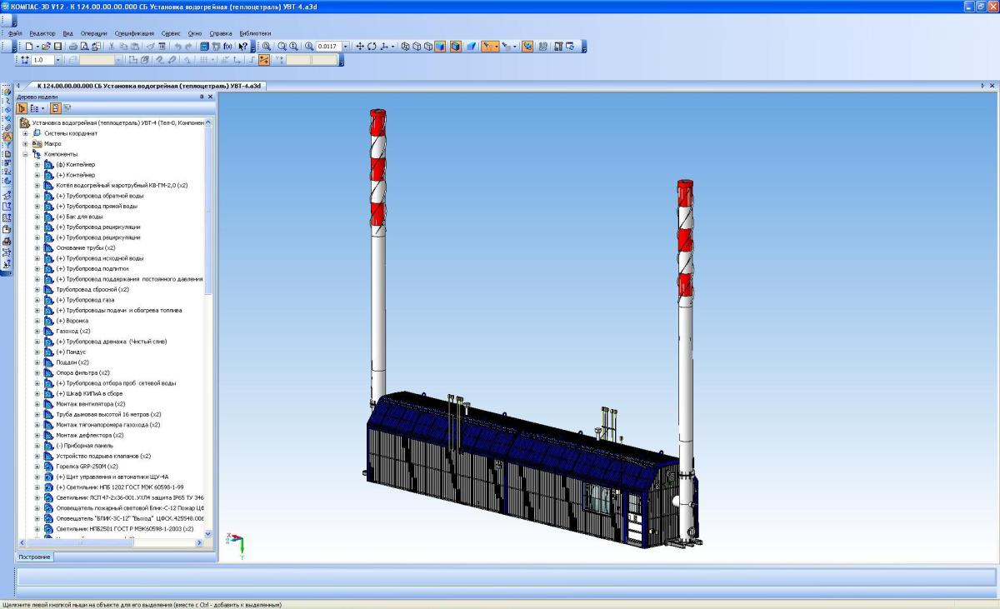 КОМПАС-3D V12 - К 124.00.00.00.000 СБ Установка водогрейная (теплоцетраль) УВТ-4.a3d
Файл Редактор Вид Операции Спецификация Сервис Окно Справка Библиотеки
0.0117
1.0
К 124.00.00.00.000 СБ Установка водогрейная (теплоцетраль) УВТ-4.a3d
Дерево модели
Установка водогрейная (теплоцетраль) УВТ-4 (Тел-0, Компонен
Системы координат
Макро
Компоненты
(ф) Контейнер
(+) Контейнер
Котёл водогрейный жаротрубный КВ-ГМ-2,0 (x2)
(+) Трубопровод обратной воды
(+) Трубопровод прямой воды
(+) Бак для воды
(+) Трубопровод рециркуляции
(+) Трубопровод рециркуляции
Основание трубы (x2)
(+) Трубопровод исходной воды
(+) Трубопровод подпитки
(+) Трубопровод поддержания постоянного давления
Трубопровод сбросной (x2)
(+) Трубопровод газа
(+) Трубопроводы подачи и обогрева топлива
(+) Воронка
Газоход (x2)
(+) Трубопровод дренажа (Чистый слив)
(+) Пандус
Поддон (x2)
Опора фильтра (x2)
(+) Трубопровод отбора проб сетевой воды
(+) Шкаф КИПиА в сборе
Монтаж вентилятора (x2)
Труба дымовая высотой 16 метров (x2)
Монтаж тягонапоромера газохода (x2)
Монтаж дефлектора (x2)
(-) Приборная панель
Устройство подрыва клапанов (x2)
Горелка GRP-250M (x2)
(+) Щит управления и автоматики ЩУ-4А
(+) Светильник НПБ 1202 ГОСТ МЭК 60598-1-99
Светильник ЛСП 47-2х36-001.УХЛ4 защита IP65 ТУ 346
Оповещатель пожарный световой Блик-С-12 Пожар ЦФ
Оповещатель "БЛИК-3С-12" "Выход" ЦФСК.425548.006
Светильник НПБ2501 ГОСТ Р МЭК60598-1-2003 (x2)
X
Z
Y
Построение
Щелкните левой кнопкой мыши на объекте для его выделения (вместе с Ctrl - добавить к выделенным)